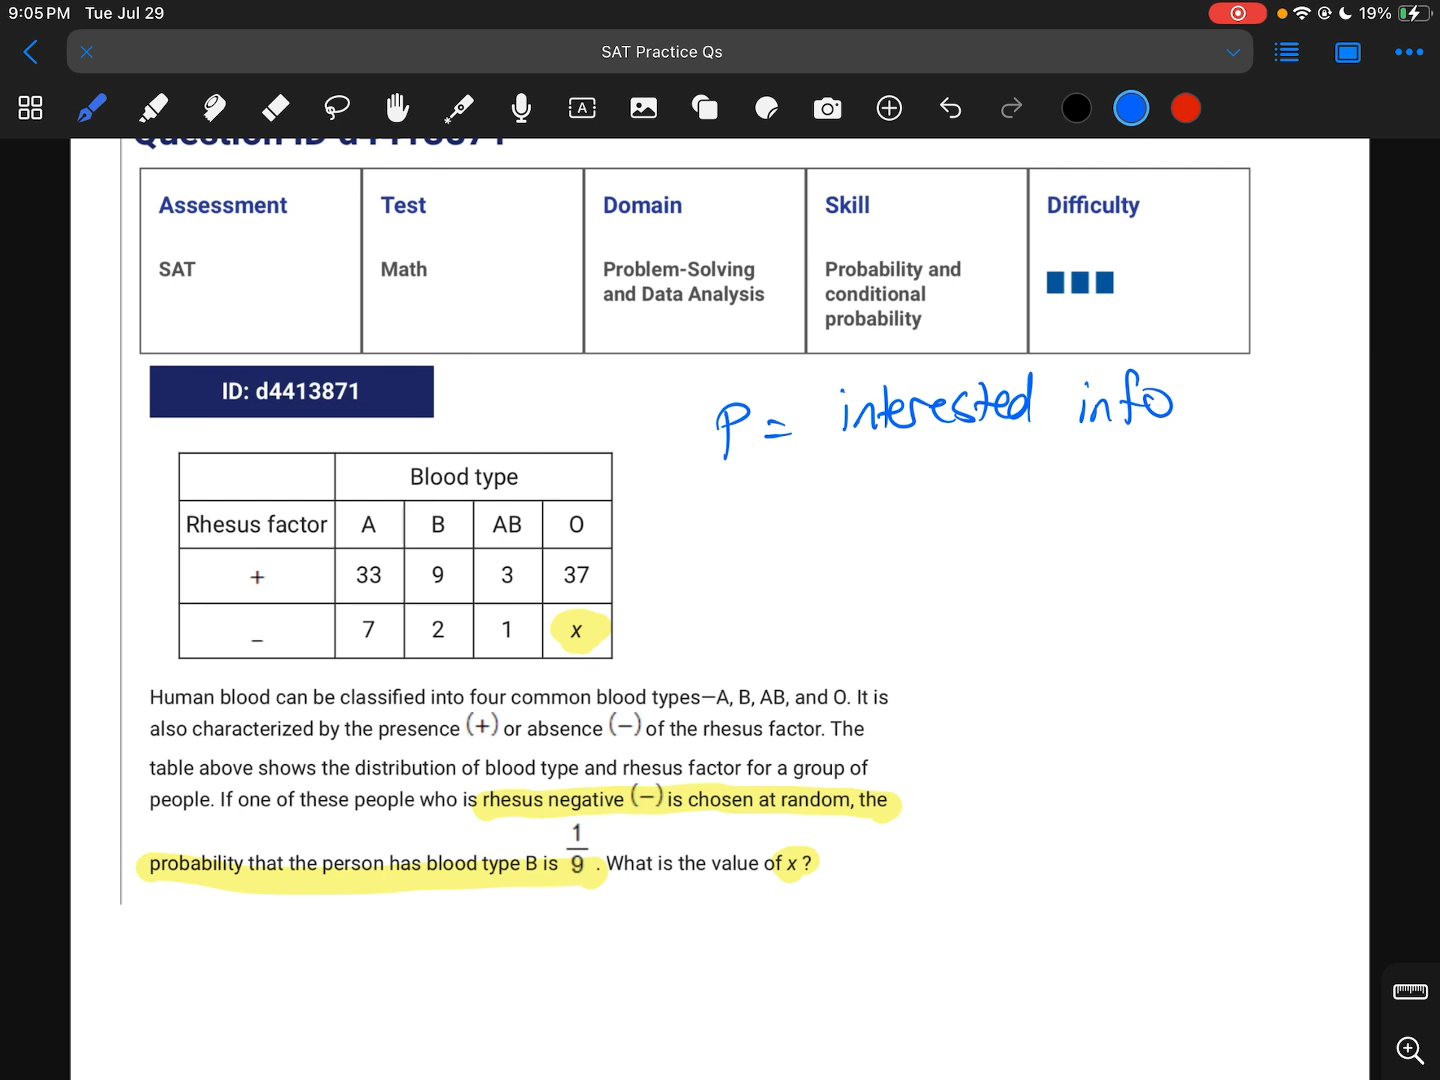 9:05 PM Tue Jul 29
19%
SAT Practice Qs
Assessment Test Domain Skill Difficulty
SAT Math Problem-Solving and Data Analysis Probability and conditional probability
ID: d4413871
P = interested info
Blood type
Rhesus factor A B AB O
+ 33 9 3 37
− 7 2 1 x
Human blood can be classified into four common blood types—A, B, AB, and O. It is
also characterized by the presence (+) or absence (−) of the rhesus factor. The
table above shows the distribution of blood type and rhesus factor for a group of
people. If one of these people who is rhesus negative (−) is chosen at random, the
probability that the person has blood type B is 1/9 . What is the value of x ?